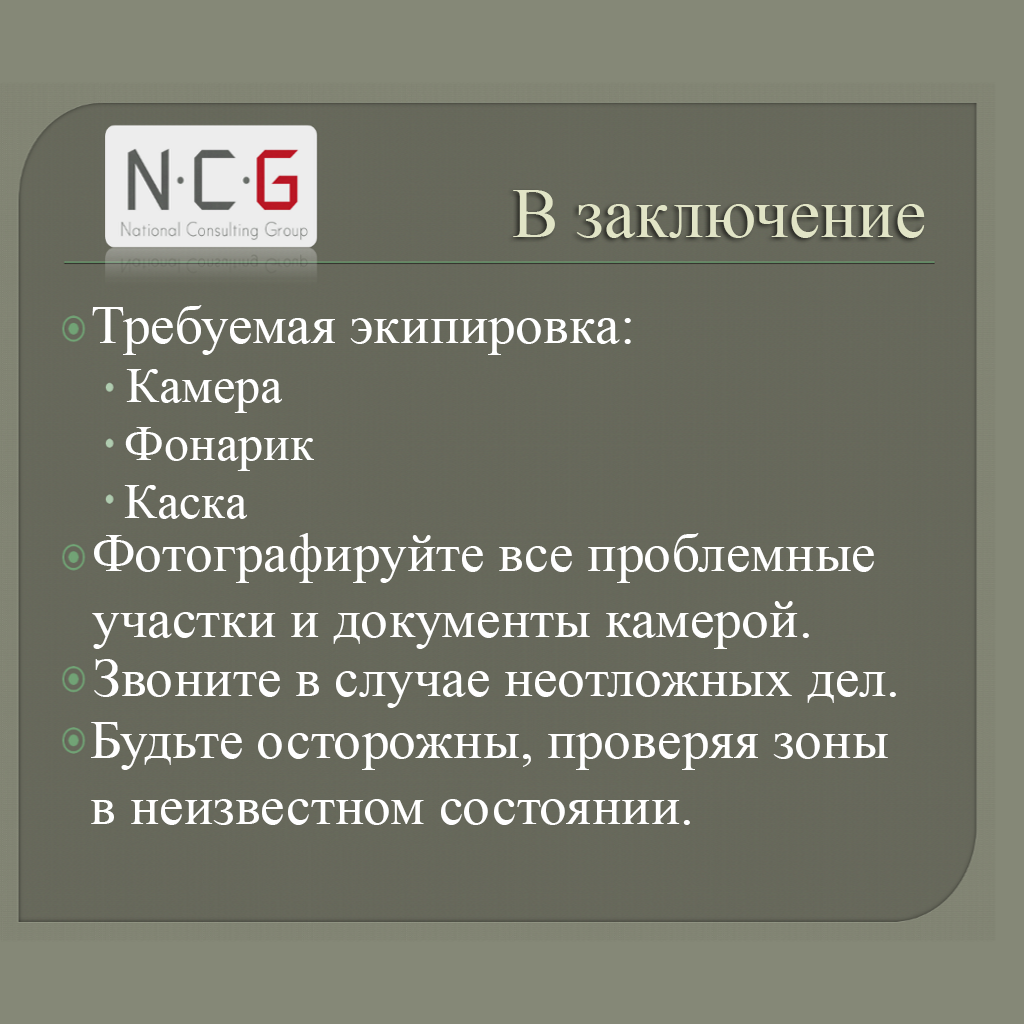 N·C·G
National Consulting Group
В заключение
Требуемая экипировка:
Камера
Фонарик
Каска
Фотографируйте все проблемные
участки и документы камерой.
Звоните в случае неотложных дел.
Будьте осторожны, проверяя зоны
в неизвестном состоянии.